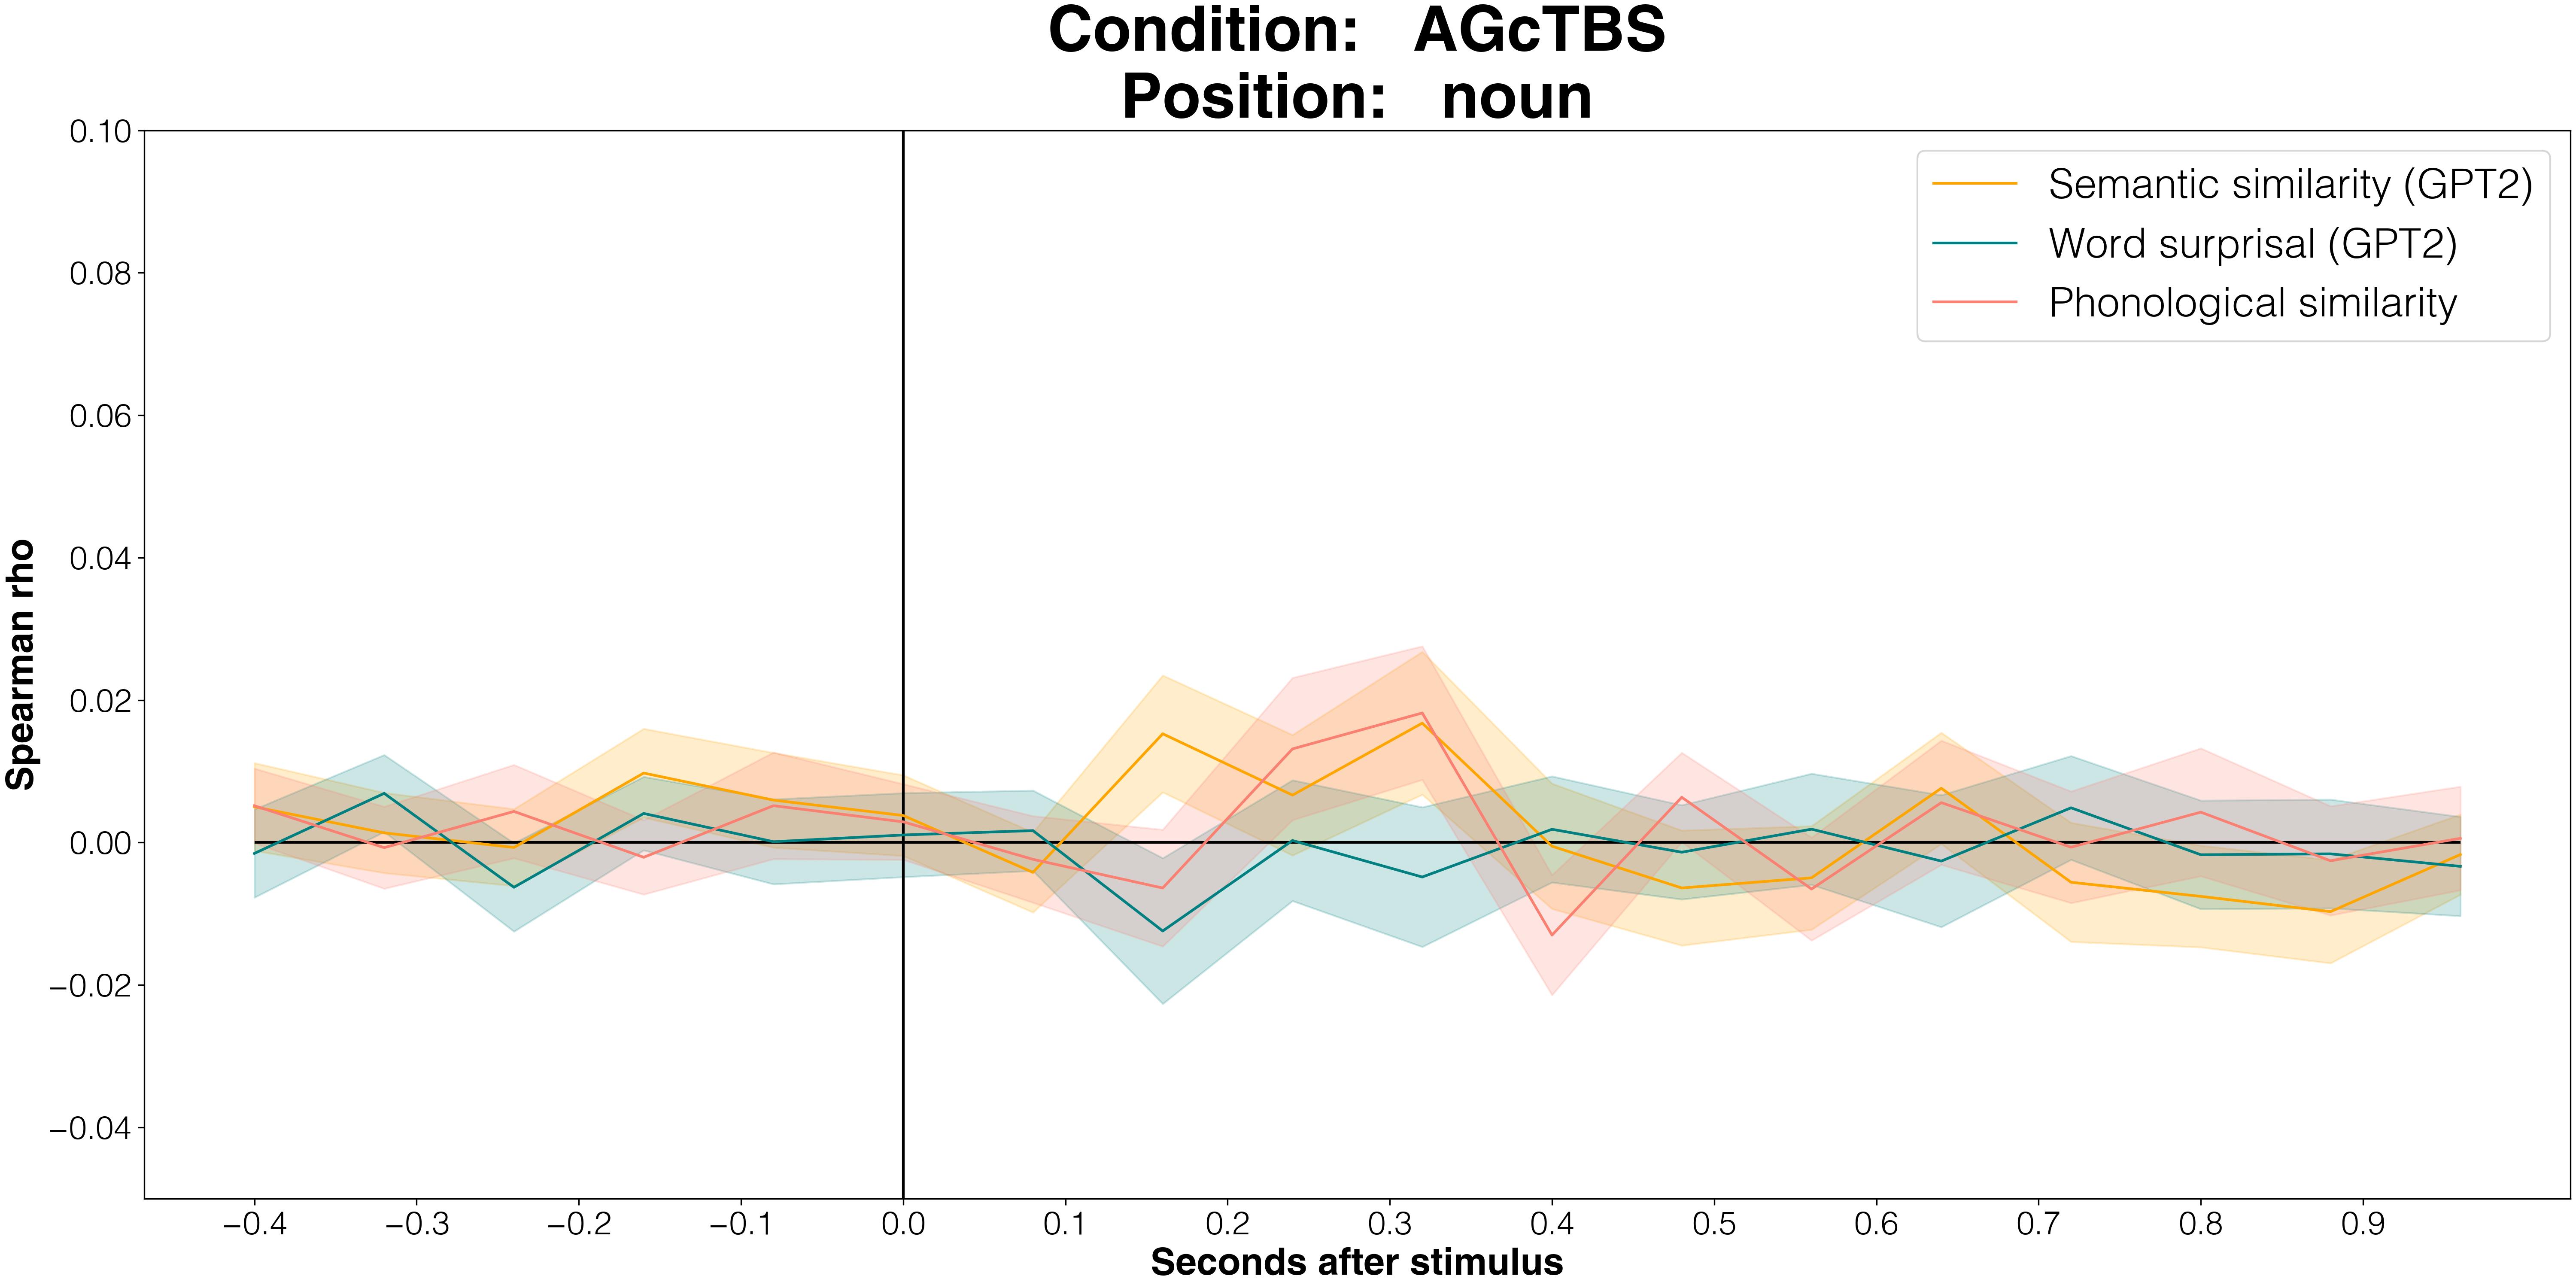 Condition: AGcTBS
Position: noun
0.10
0.08
0.06
0.04
0.02
0.00
−0.02
−0.04
Spearman rho
Semantic similarity (GPT2)
Word surprisal (GPT2)
Phonological similarity
−0.4 −0.3 −0.2 −0.1 0.0 0.1 0.2 0.3 0.4 0.5 0.6 0.7 0.8 0.9
Seconds after stimulus